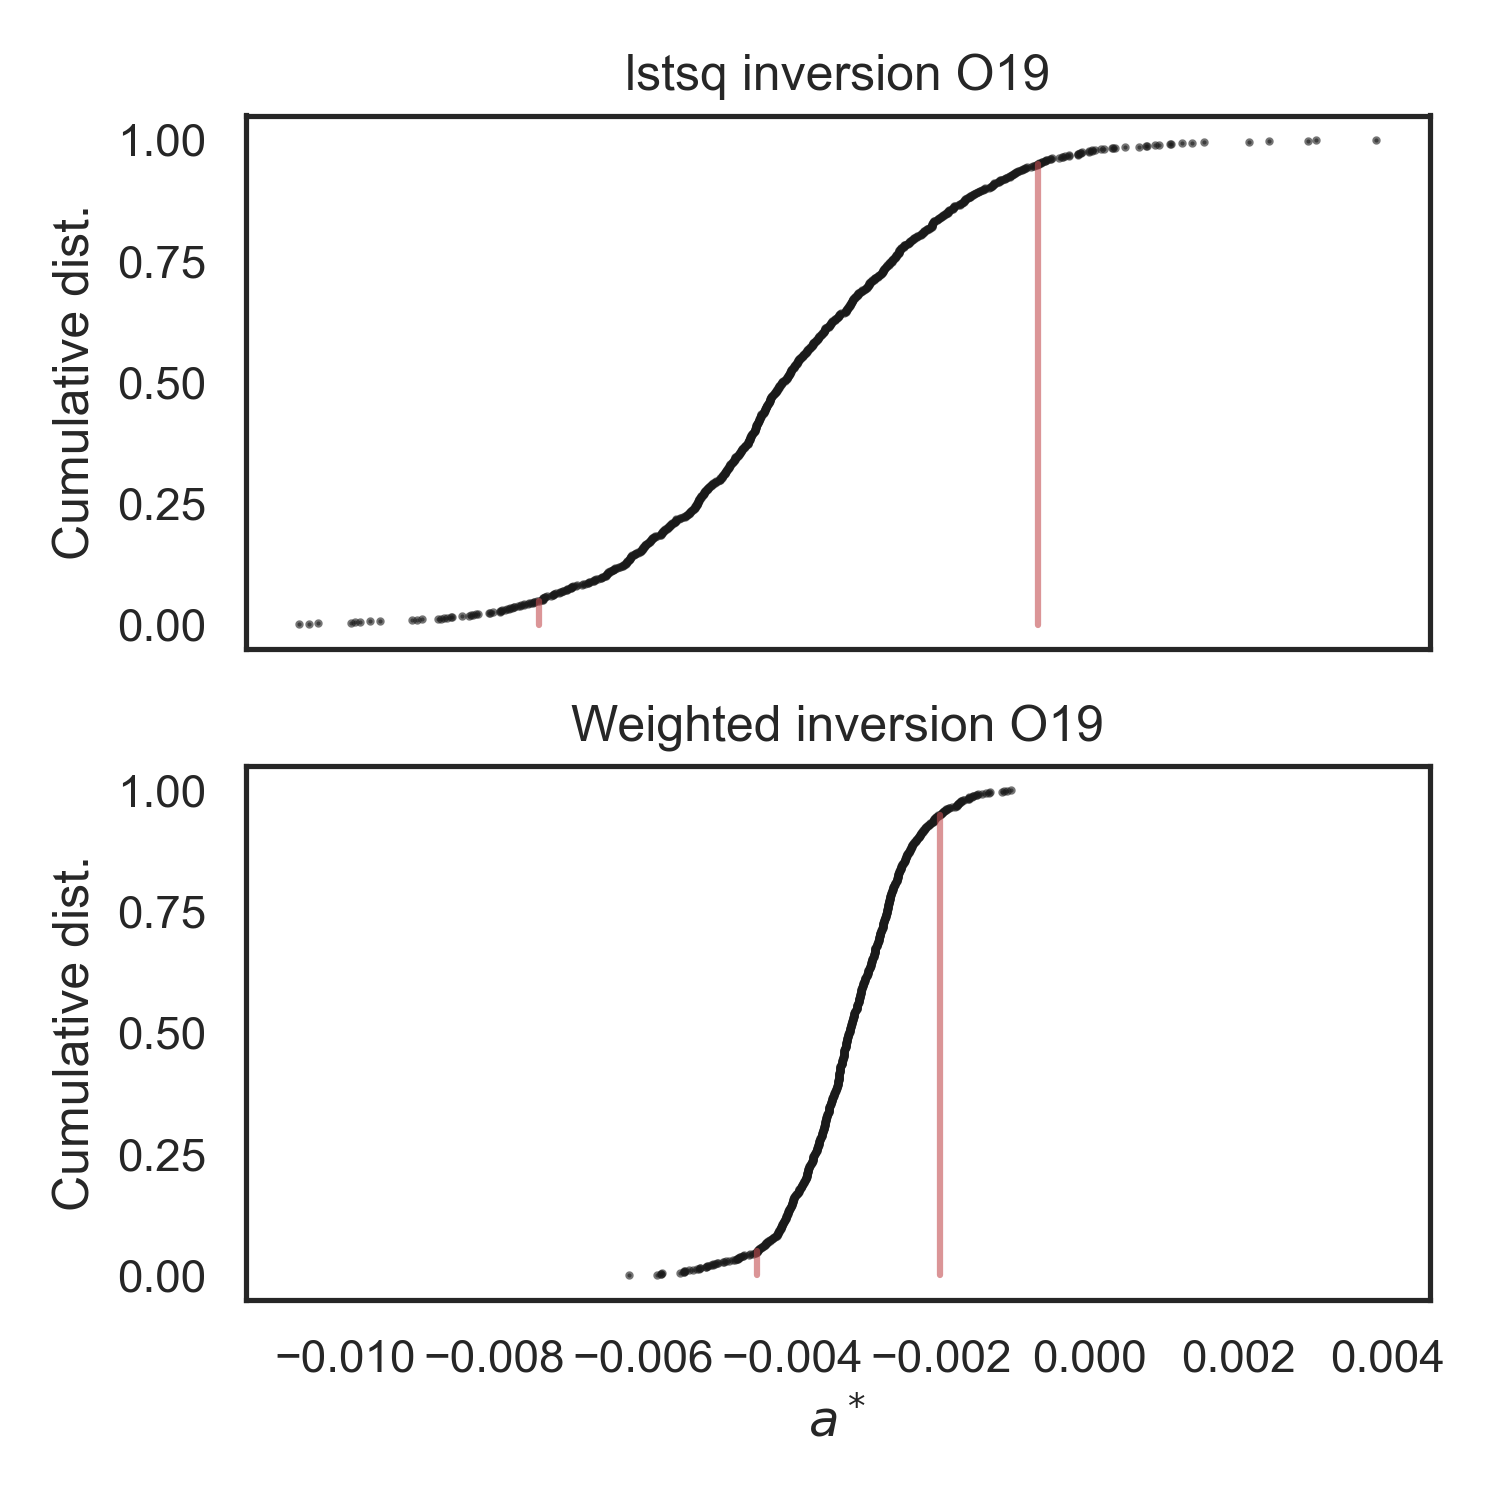 lstsq inversion O19
1.00
0.75
0.50
0.25
0.00
Cumulative dist.
Weighted inversion O19
1.00
0.75
0.50
0.25
0.00
Cumulative dist.
−0.010 −0.008 −0.006 −0.004 −0.002 0.000 0.002 0.004
a*